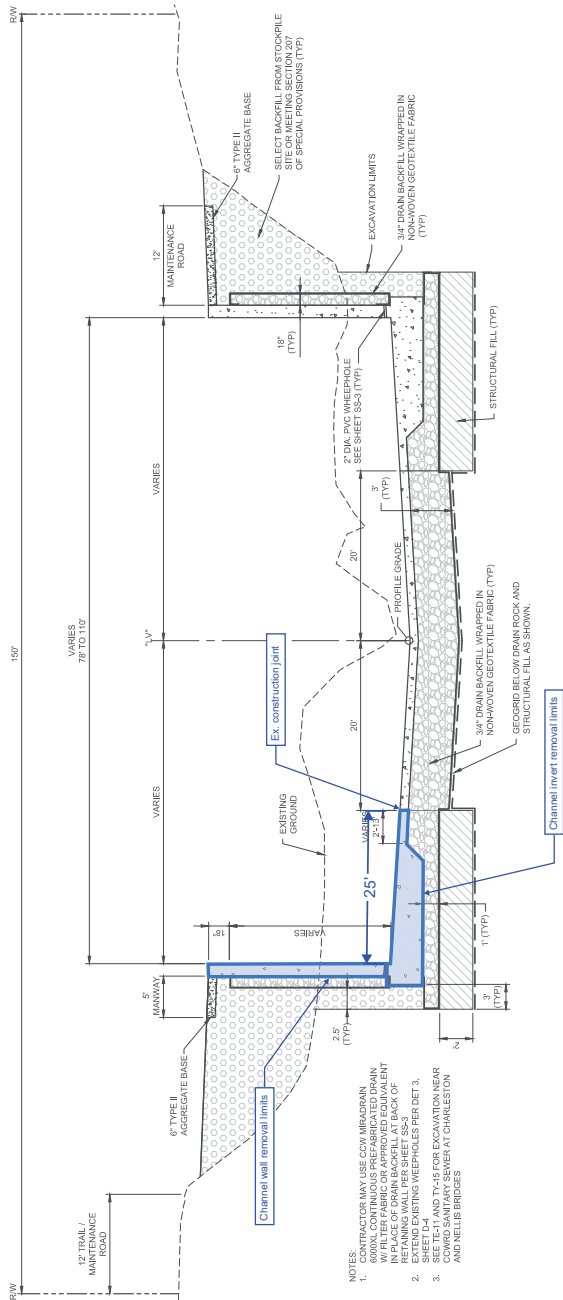 R/W
150'
R/W
VARIES
78' TO 110'
VARIES
"LV"
VARIES
12' TRAIL /
MAINTENANCE
ROAD
6" TYPE II
AGGREGATE BASE
5'
MANWAY
18"
VARIES
EXISTING
GROUND
12'
MAINTENANCE
ROAD
6" TYPE II
AGGREGATE BASE
SELECT BACKFILL FROM STOCKPILE
SITE OR MEETING SECTION 207
OF SPECIAL PROVISIONS (TYP)
18"
(TYP)
2" DIA. PVC WHEEPHOLE
SEE SHEET SS-3 (TYP)
EXCAVATION LIMITS
3/4" DRAIN BACKFILL WRAPPED IN
NON-WOVEN GEOTEXTILE FABRIC
(TYP)
Channel wall removal limits
Ex. construction joint
25'
VARIES
2'-13'
20'
20'
PROFILE GRADE
3'
(TYP)
2.5'
(TYP)
3'
(TYP)
2'
1' (TYP)
Channel invert removal limits
3/4" DRAIN BACKFILL WRAPPED IN
NON-WOVEN GEOTEXTILE FABRIC (TYP)
GEOGRID BELOW DRAIN ROCK AND
STRUCTURAL FILL AS SHOWN.
STRUCTURAL FILL (TYP)
NOTES:
1. CONTRACTOR MAY USE CCW MIRADRAIN
6000XL CONTINUOUS PREFABRICATED DRAIN
W/ FILTER FABRIC OR APPROVED EQUIVALENT
IN PLACE OF DRAIN BACKFILL AT BACK OF
RETAINING WALL PER SHEET SS-3
2. EXTEND EXISTING WEEPHOLES PER DET 3,
SHEET D-4
3. SEE TE-11 AND TY-15 FOR EXCAVATION NEAR
CCWRD SANITARY SEWER AT CHARLESTON
AND NELLIS BRIDGES